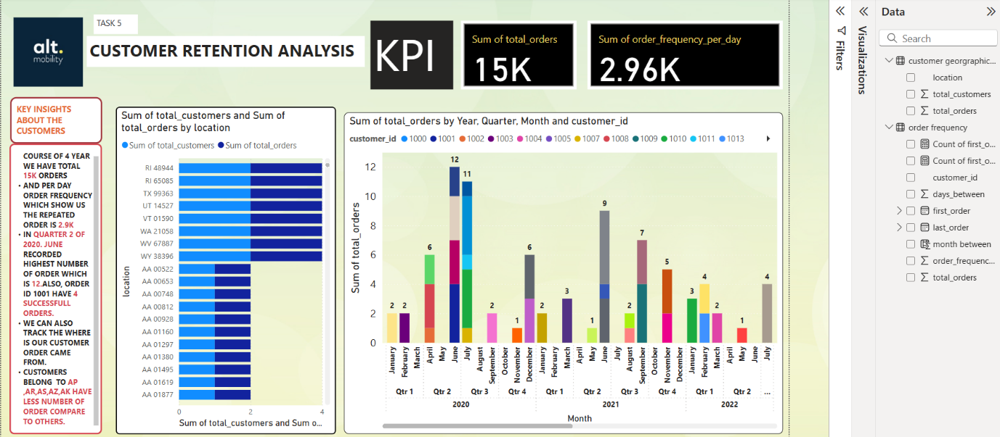 alt.
mobility
TASK 5
CUSTOMER RETENTION ANALYSIS
KPI
Sum of total_orders
15K
Sum of order_frequency_per_day
2.96K
KEY INSIGHTS
ABOUT THE
CUSTOMERS
COURSE OF 4 YEAR
WE HAVE TOTAL
15K ORDERS
• AND PER DAY
ORDER FREQUENCY
WHICH SHOW US
THE REPEATED
ORDER IS 2.9K
• IN QUARTER 2 OF
2020. JUNE
RECORDED
HIGHEST NUMBER
OF ORDER WHICH
IS 12.ALSO, ORDER
ID 1001 HAVE 4
SUCCESSFULL
ORDERS.
• WE CAN ALSO
TRACK THE WHERE
IS OUR CUSTOMER
ORDER CAME
FROM.
• CUSTOMERS
BELONG TO AP
,AR,AS,AZ,AK HAVE
LESS NUMBER OF
ORDER COMPARE
TO OTHERS.
Sum of total_customers and Sum of
total_orders by location
Sum of total_customers Sum of total_orders
location
RI 48944
RI 65085
TX 99363
UT 14527
VT 01590
WA 21058
WV 67887
WY 38396
AA 00522
AA 00653
AA 00748
AA 00812
AA 00928
AA 01160
AA 01297
AA 01380
AA 01495
AA 01619
AA 01877
0 2 4
Sum of total_customers and Sum o...
Sum of total_orders by Year, Quarter, Month and customer_id
customer_id 1000 1001 1002 1003 1004 1005 1007 1008 1009 1010 1011 1013
Sum of total_orders
12
10
8
6
4
2
0
2 2 6 12 11 2 1 6 2 3 1 9 2 7 5 3 4 2 1 4
January February March April May June July August September October November December January February March April May June July August September October November December January February March April May June July
Qtr 1 Qtr 2 Qtr 3 Qtr 4 Qtr 1 Qtr 2 Qtr 3 Qtr 4 Qtr 1 Qtr 2 ...
2020 2021 2022
Month
Filters
Visualizations
Data
Search
customer georgraphic...
location
total_customers
total_orders
order frequency
Count of first_o...
Count of first_o...
customer_id
days_between
first_order
last_order
month between
order_frequenc...
total_orders